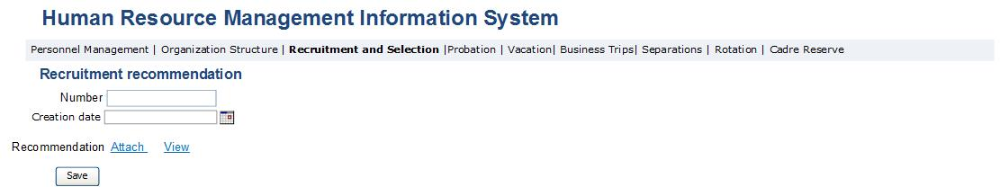 Human Resource Management Information System
Personnel Management | Organization Structure | Recruitment and Selection |Probation | Vacation| Business Trips| Separations | Rotation | Cadre Reserve
Recruitment recommendation
Number
Creation date
Recommendation Attach View
Save